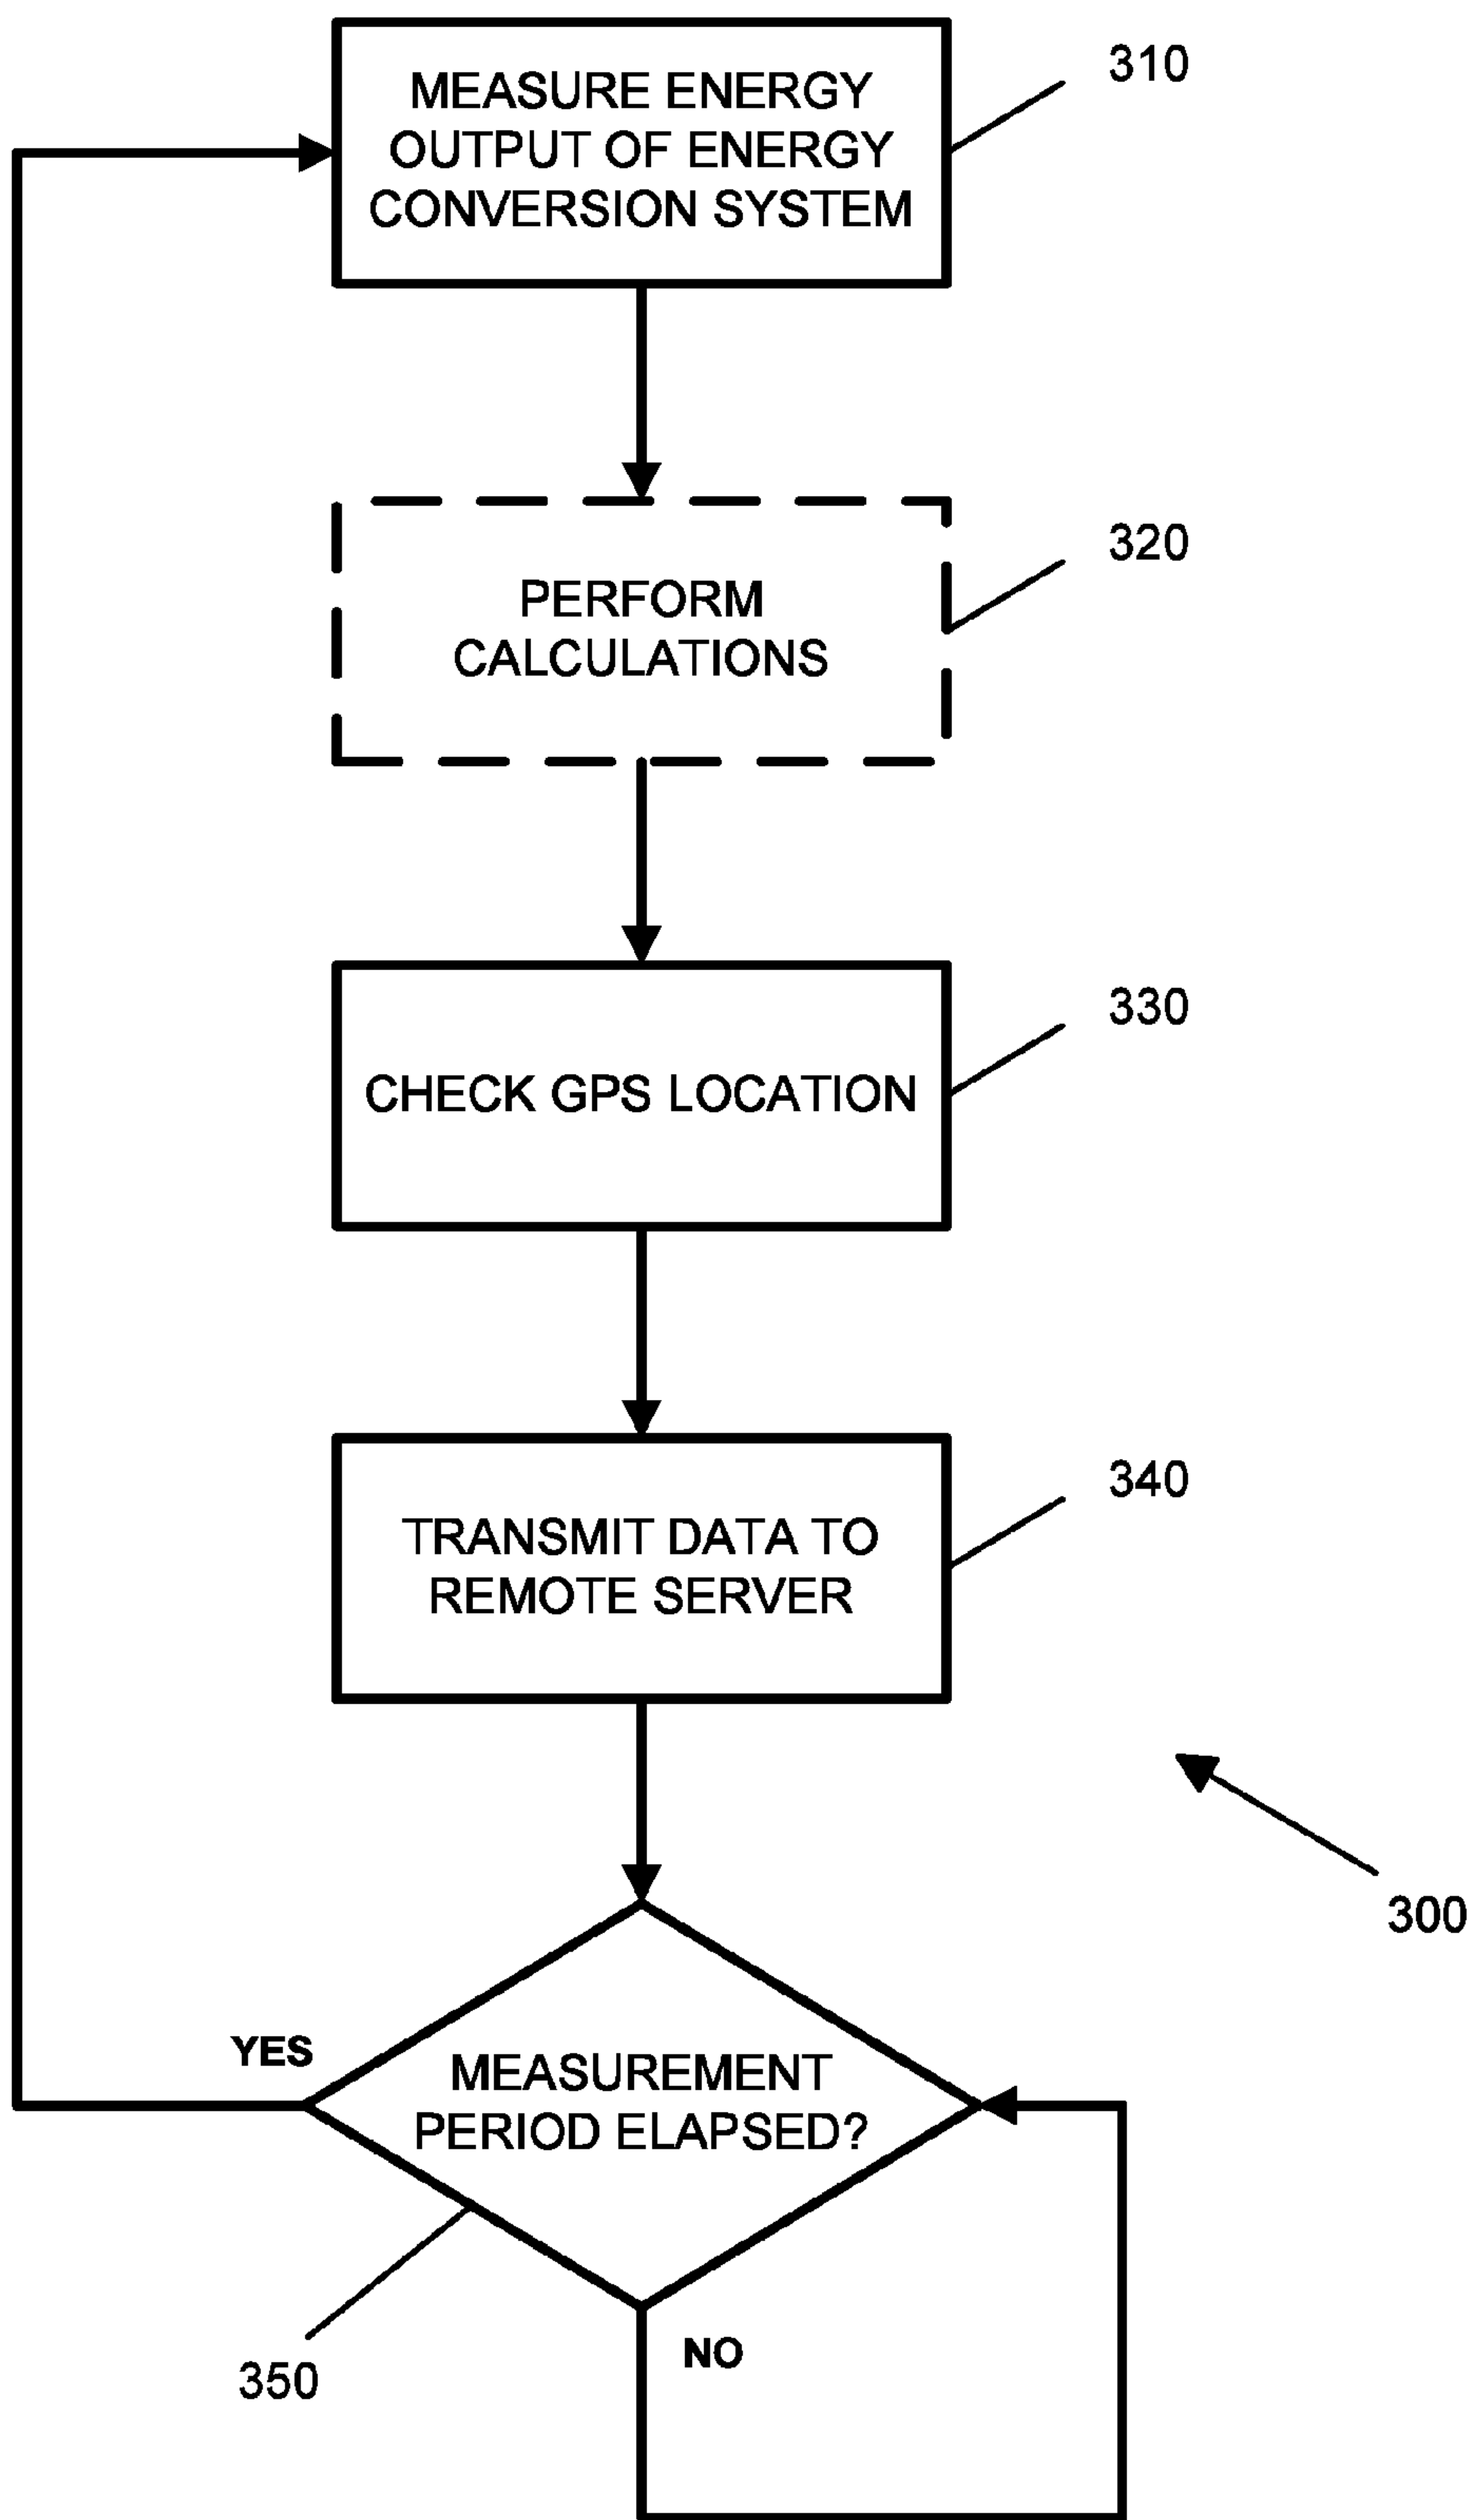 MEASURE ENERGY
OUTPUT OF ENERGY
CONVERSION SYSTEM
310
PERFORM
CALCULATIONS
320
CHECK GPS LOCATION
330
TRANSMIT DATA TO
REMOTE SERVER
340
300
YES
MEASUREMENT
PERIOD ELAPSED?
NO
350